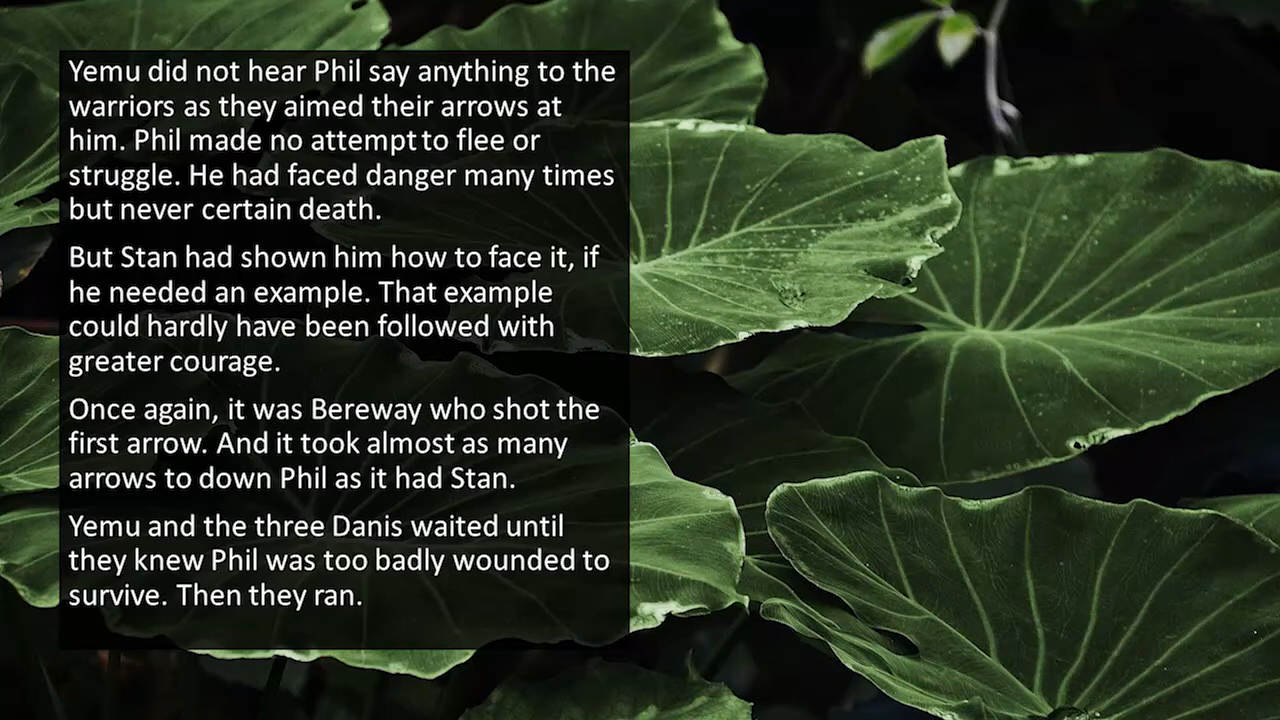 Yemu did not hear Phil say anything to the
warriors as they aimed their arrows at
him. Phil made no attempt to flee or
struggle. He had faced danger many times
but never certain death.
But Stan had shown him how to face it, if
he needed an example. That example
could hardly have been followed with
greater courage.
Once again, it was Bereway who shot the
first arrow. And it took almost as many
arrows to down Phil as it had Stan.
Yemu and the three Danis waited until
they knew Phil was too badly wounded to
survive. Then they ran.